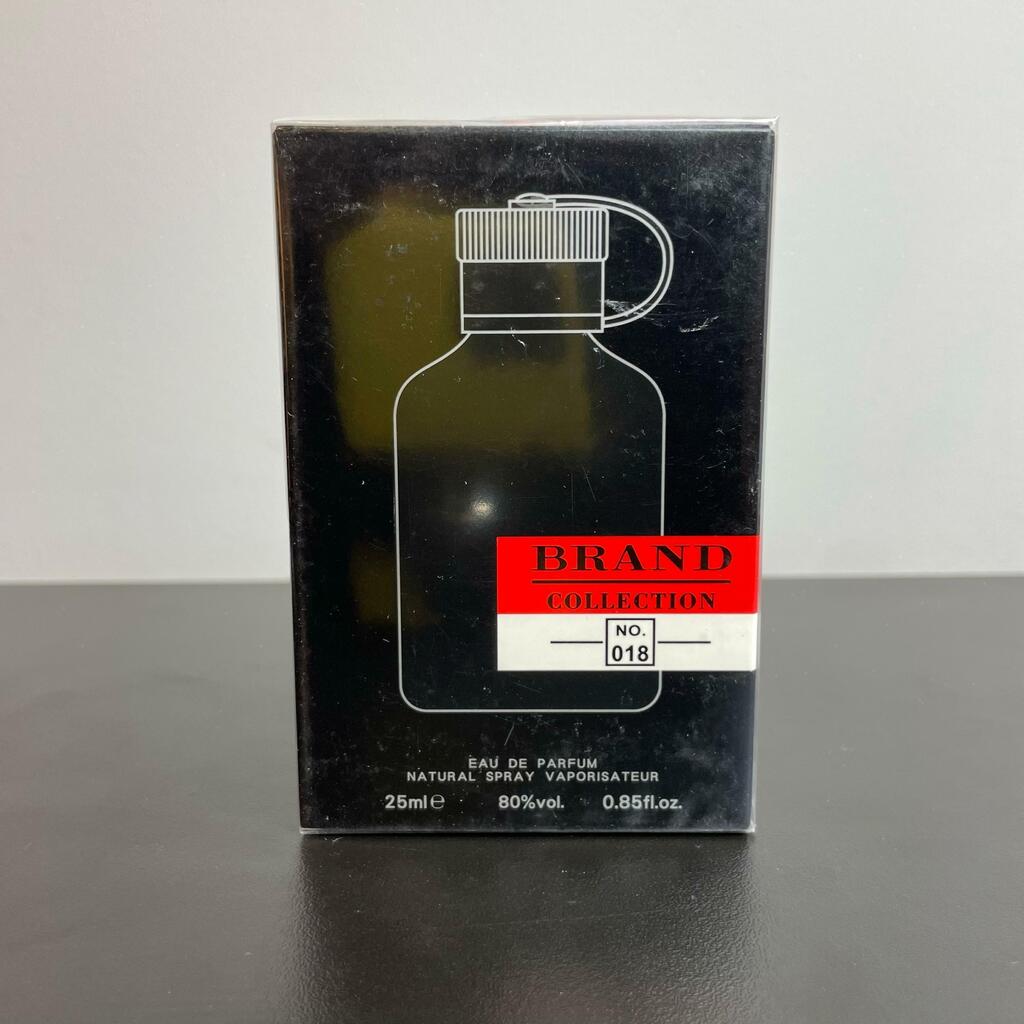 BRAND
COLLECTION
NO.
018
EAU DE PARFUM
NATURAL SPRAY VAPORISATEUR
25ml℮ 80%vol. 0.85fl.oz.